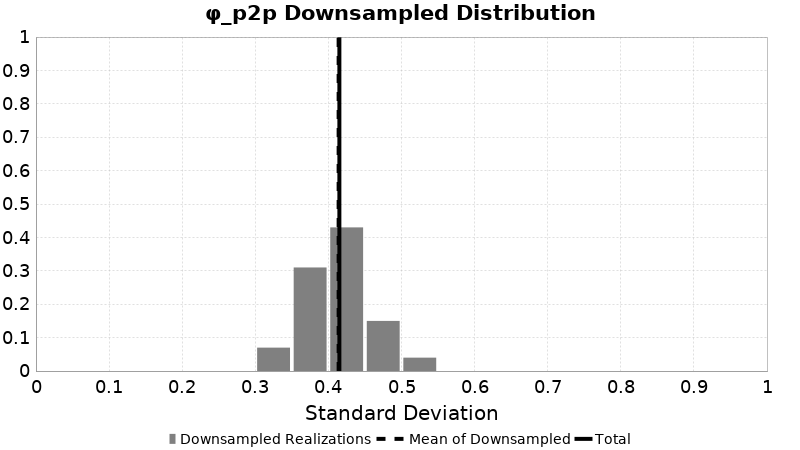 φ_p2p Downsampled Distribution
1
0.9
0.8
0.7
0.6
0.5
0.4
0.3
0.2
0.1
0
0 0.1 0.2 0.3 0.4 0.5 0.6 0.7 0.8 0.9 1
Standard Deviation
Downsampled Realizations Mean of Downsampled Total